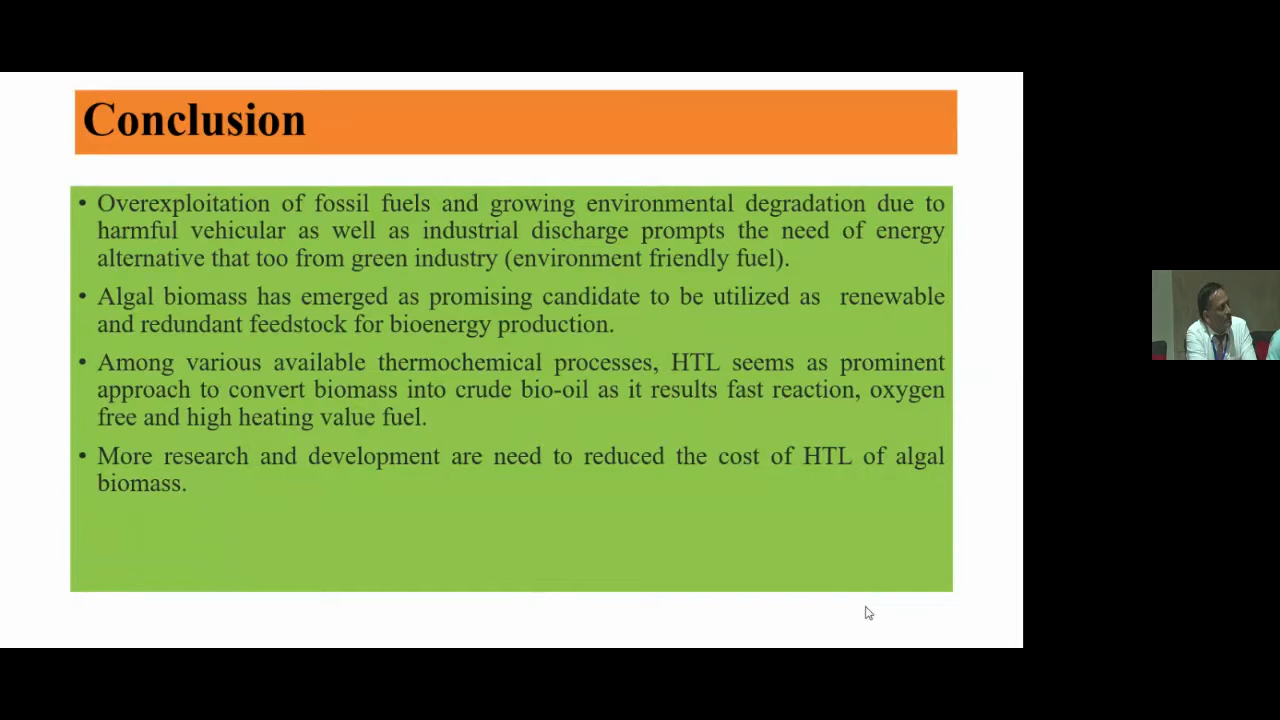 Conclusion
• Overexploitation of fossil fuels and growing environmental degradation due to
harmful vehicular as well as industrial discharge prompts the need of energy
alternative that too from green industry (environment friendly fuel).
• Algal biomass has emerged as promising candidate to be utilized as renewable
and redundant feedstock for bioenergy production.
• Among various available thermochemical processes, HTL seems as prominent
approach to convert biomass into crude bio-oil as it results fast reaction, oxygen
free and high heating value fuel.
• More research and development are need to reduced the cost of HTL of algal
biomass.